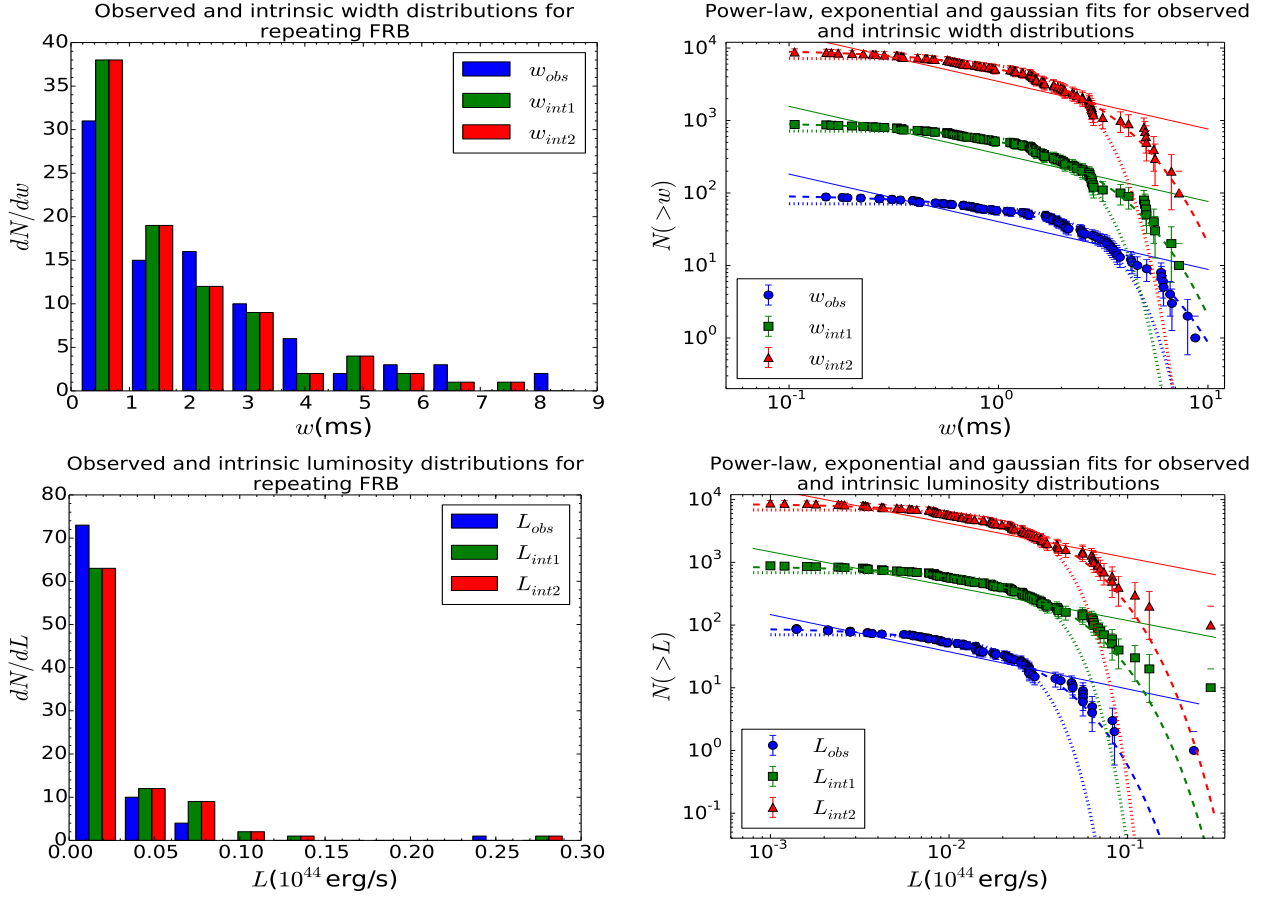 Observed and intrinsic width distributions for
repeating FRB
dN/dw
40
35
30
25
20
15
10
5
0
w_obs
w_int1
w_int2
0 1 2 3 4 5 6 7 8 9
w(ms)
Power-law, exponential and gaussian fits for observed
and intrinsic width distributions
N(>w)
10^4
10^3
10^2
10^1
10^0
w_obs
w_int1
w_int2
10^-1 10^0 10^1
w(ms)
Observed and intrinsic luminosity distributions for
repeating FRB
dN/dL
80
70
60
50
40
30
20
10
0
L_obs
L_int1
L_int2
0.00 0.05 0.10 0.15 0.20 0.25 0.30
L(10^44 erg/s)
Power-law, exponential and gaussian fits for observed
and intrinsic luminosity distributions
N(>L)
10^4
10^3
10^2
10^1
10^0
10^-1
L_obs
L_int1
L_int2
10^-3 10^-2 10^-1
L(10^44 erg/s)